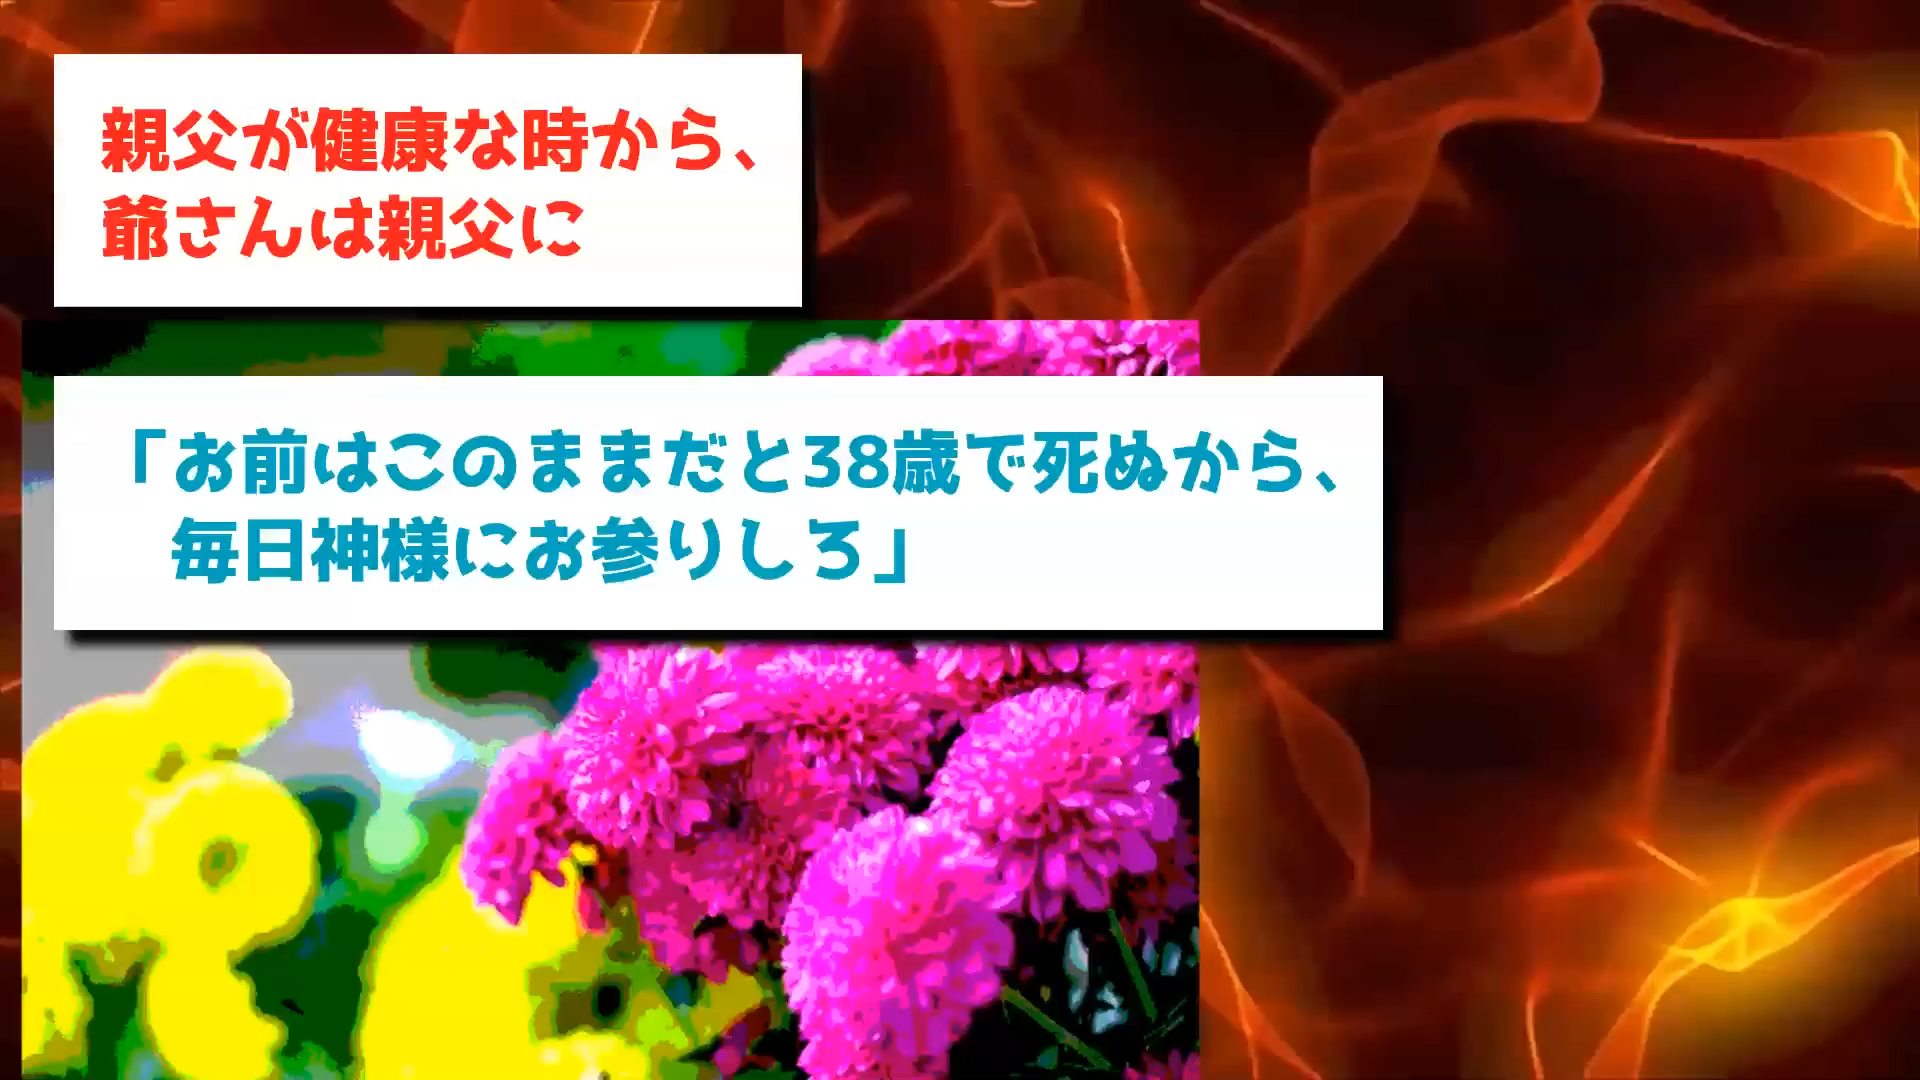 親父が健康な時から、
爺さんは親父に
「お前はこのままだと38歳で死ぬから、
毎日神様にお参りしろ」